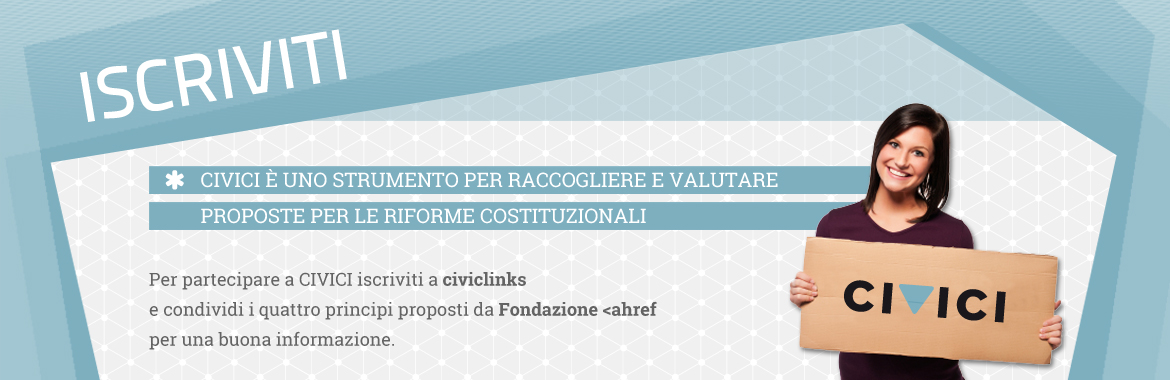 ISCRIVITI
* CIVICI È UNO STRUMENTO PER RACCOGLIERE E VALUTARE
PROPOSTE PER LE RIFORME COSTITUZIONALI
Per partecipare a CIVICI iscriviti a civiclinks
e condividi i quattro principi proposti da Fondazione <ahref
per una buona informazione.
CIVICI